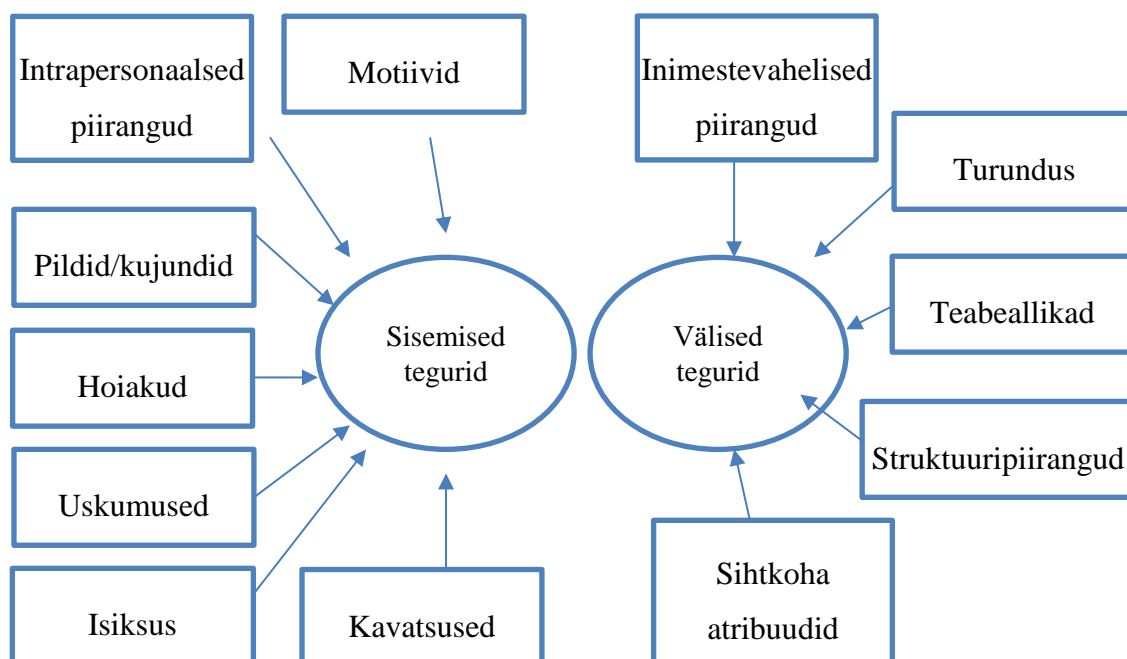 Intrapersonaalsed
piirangud
Motiivid
Inimestevahelised
piirangud
Turundus
Pildid/kujundid
Teabeallikad
Sisemised
tegurid
Välised
tegurid
Hoiakud
Struktuuripiirangud
Uskumused
Sihtkoha
atribuudid
Isiksus
Kavatsused